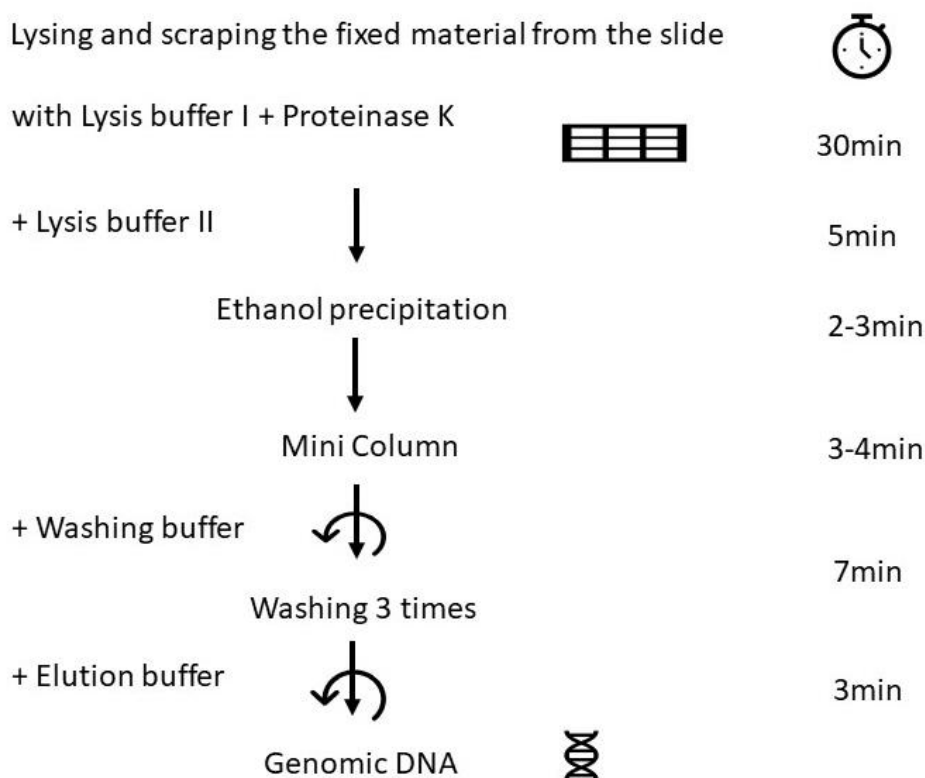 Lysing and scraping the fixed material from the slide
with Lysis buffer I + Proteinase K
30min
+ Lysis buffer II
5min
Ethanol precipitation
2-3min
Mini Column
3-4min
+ Washing buffer
7min
Washing 3 times
+ Elution buffer
3min
Genomic DNA